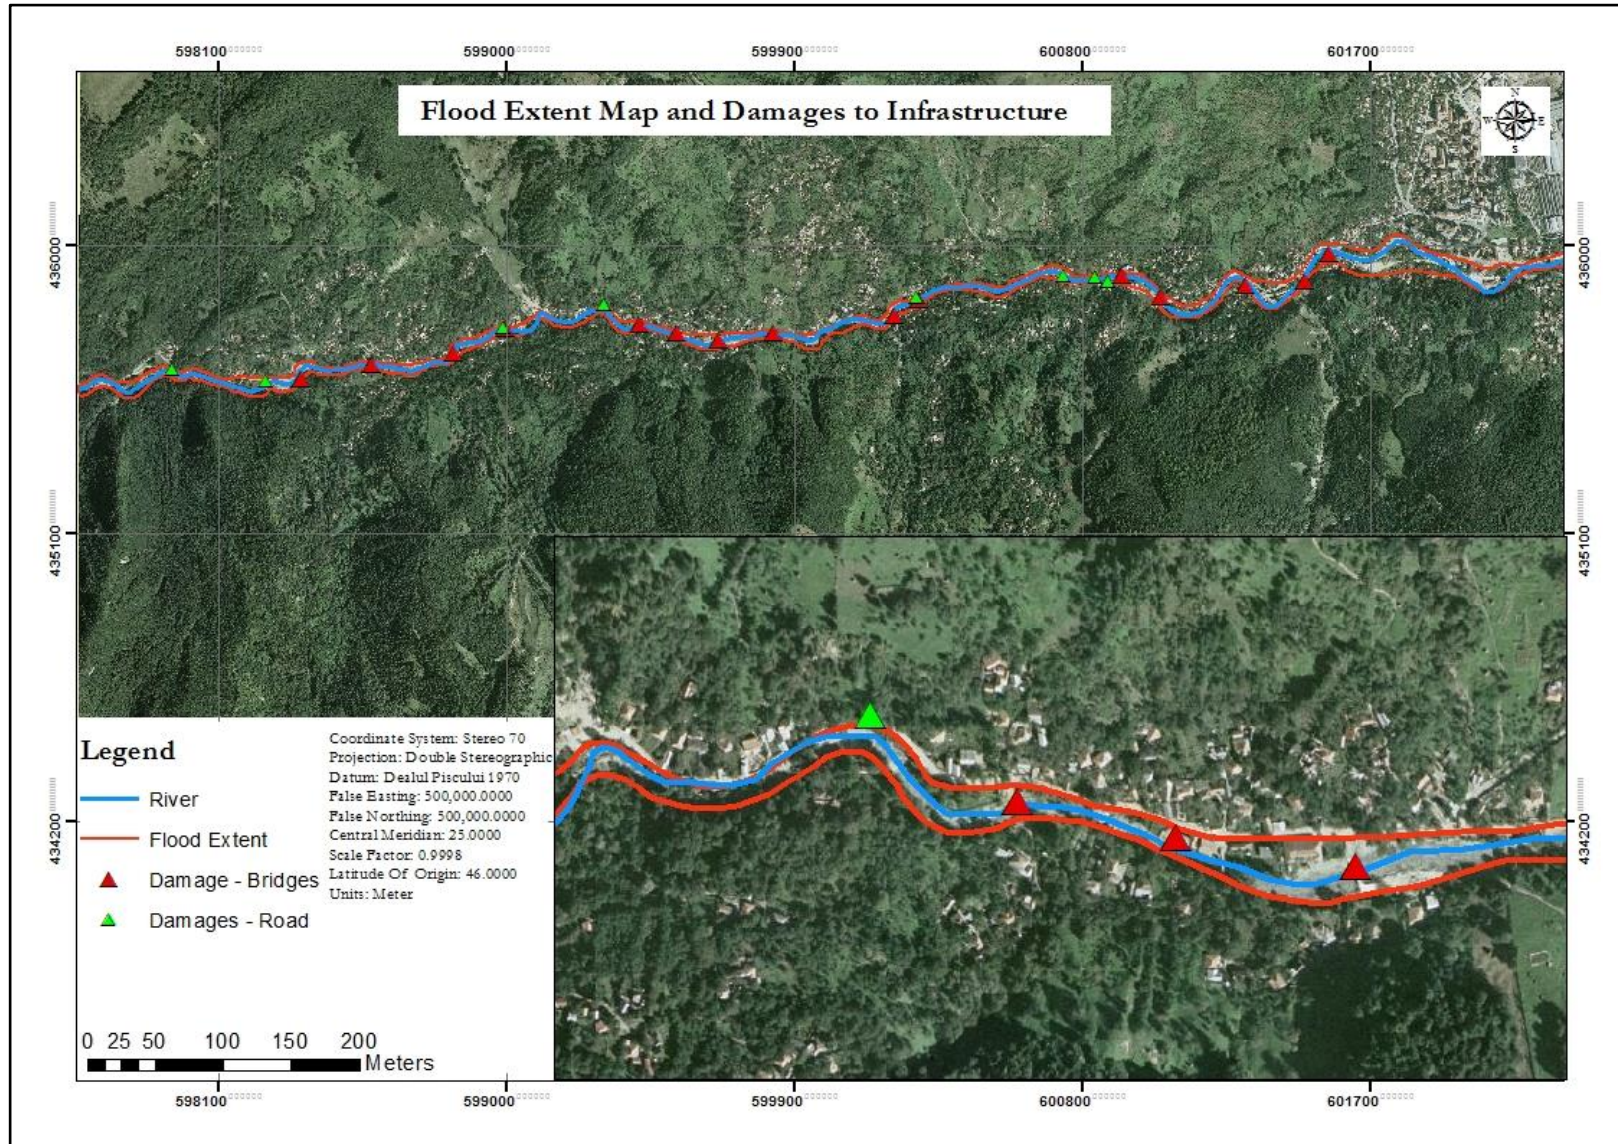 598100 599000 599900 600800 601700
Flood Extent Map and Damages to Infrastructure
N
W E
S
436000 436000
435100 435100
434200 434200
Legend
River
Flood Extent
Damage - Bridges
Damages - Road
Coordinate System: Stereo 70
Projection: Double Stereographic
Datum: Dealul Piscului 1970
False Easting: 500,000.0000
False Northing: 500,000.0000
Central Meridian: 25.0000
Scale Factor: 0.9998
Latitude Of Origin: 46.0000
Units: Meter
0 25 50 100 150 200
Meters
598100 599000 599900 600800 601700